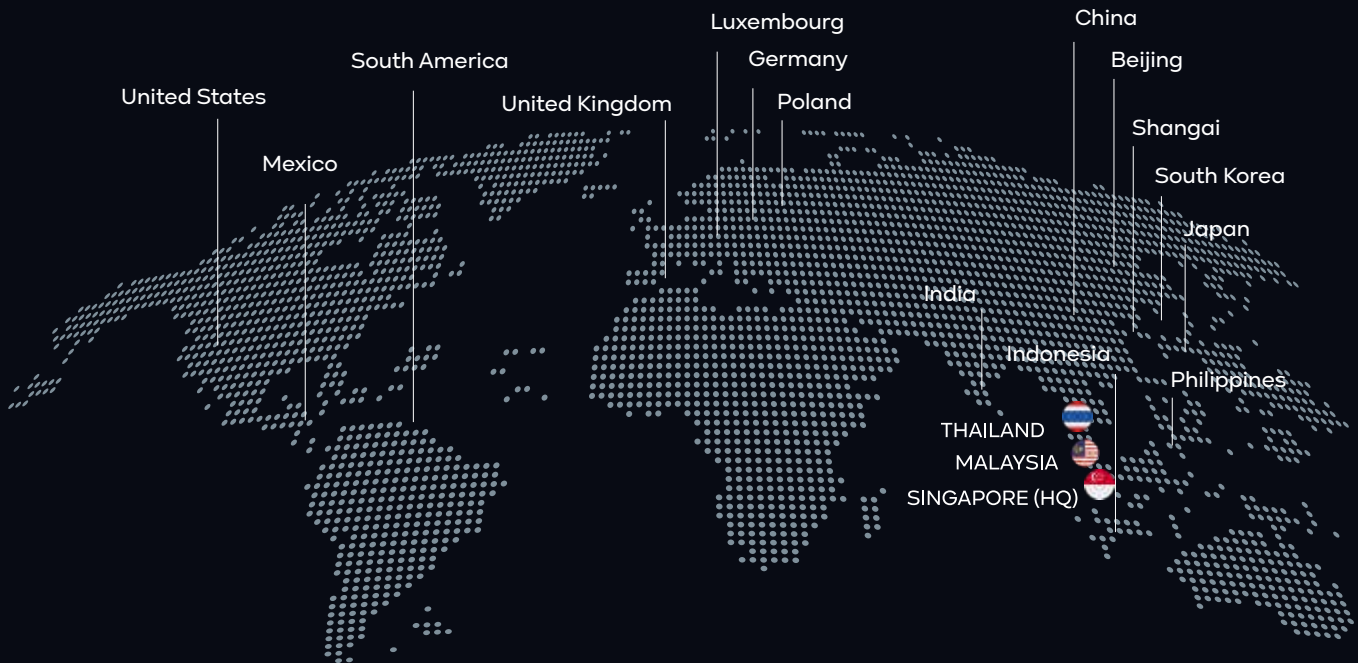 Luxembourg
China
South America
Germany
Beijing
United States
United Kingdom
Poland
Shangai
Mexico
South Korea
Japan
India
Indonesia
Philippines
THAILAND
MALAYSIA
SINGAPORE (HQ)